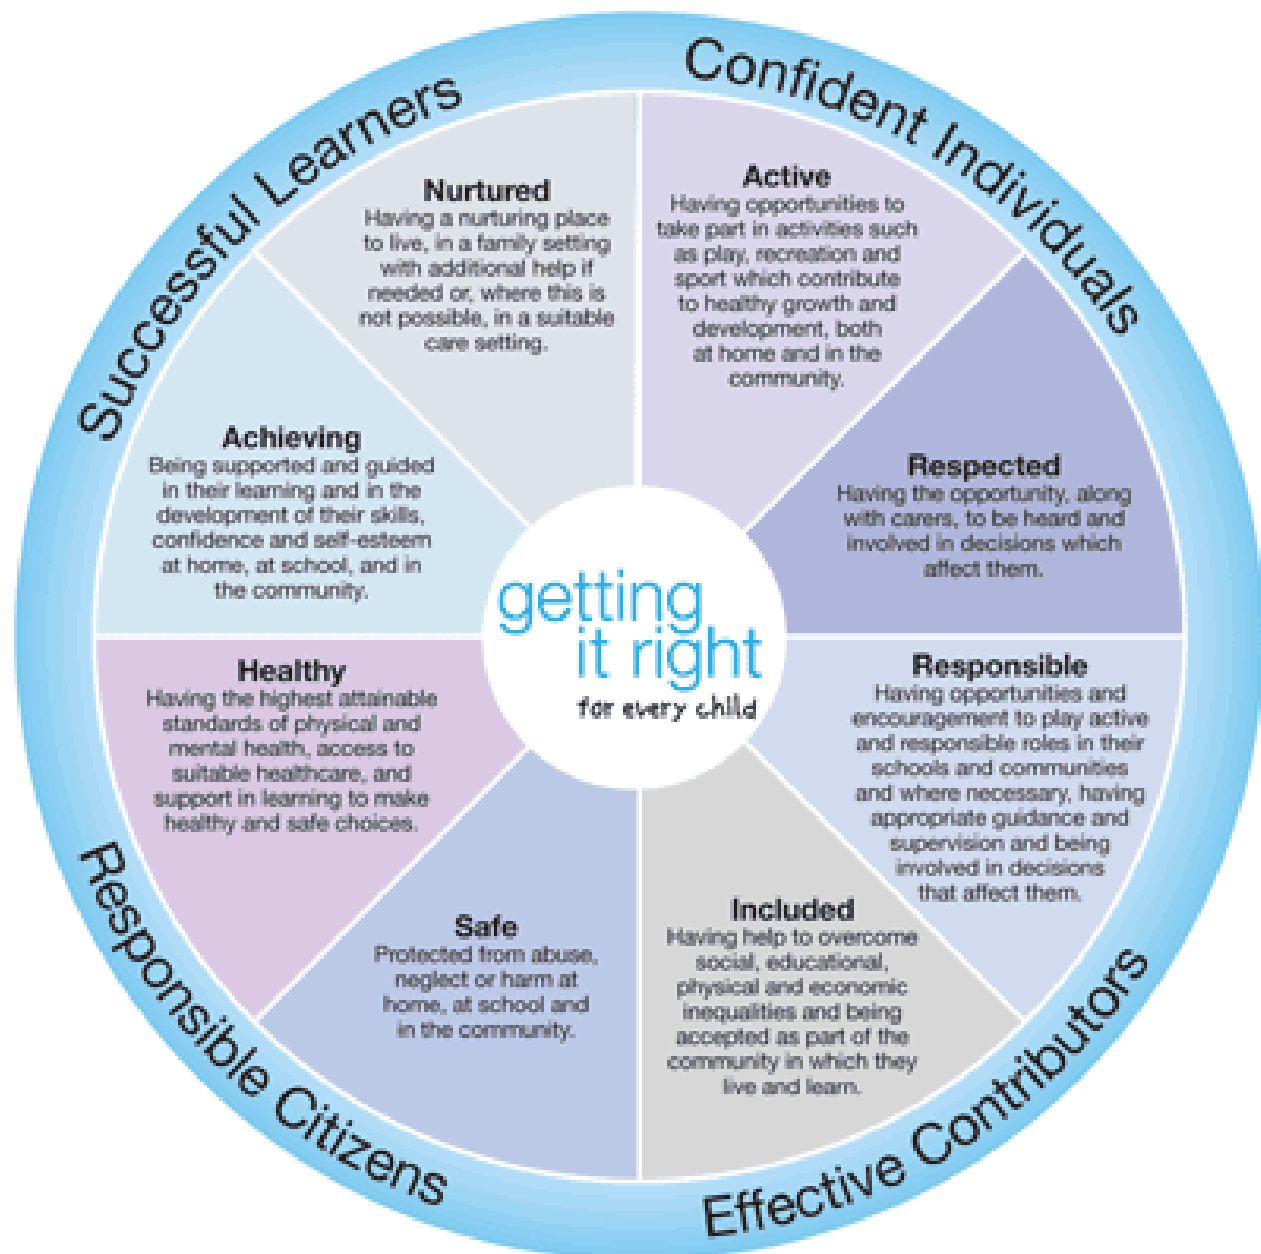 Successful Learners
Confident Individuals
Nurtured
Having a nurturing place
to live, in a family setting
with additional help if
needed or, where this is
not possible, in a suitable
care setting.
Active
Having opportunities to
take part in activities such
as play, recreation and
sport which contribute
to healthy growth and
development, both
at home and in the
community.
Achieving
Being supported and guided
in their learning and in the
development of their skills,
confidence and self-esteem
at home, at school, and in
the community.
Respected
Having the opportunity, along
with carers, to be heard and
involved in decisions which
affect them.
getting
it right
for every child
Healthy
Having the highest attainable
standards of physical and
mental health, access to
suitable healthcare, and
support in learning to make
healthy and safe choices.
Responsible
Having opportunities and
encouragement to play active
and responsible roles in their
schools and communities
and where necessary, having
appropriate guidance and
supervision and being
involved in decisions
that affect them.
Safe
Protected from abuse,
neglect or harm at
home, at school and
in the community.
Included
Having help to overcome
social, educational,
physical and economic
inequalities and being
accepted as part of the
community in which they
live and learn.
Responsible Citizens
Effective Contributors